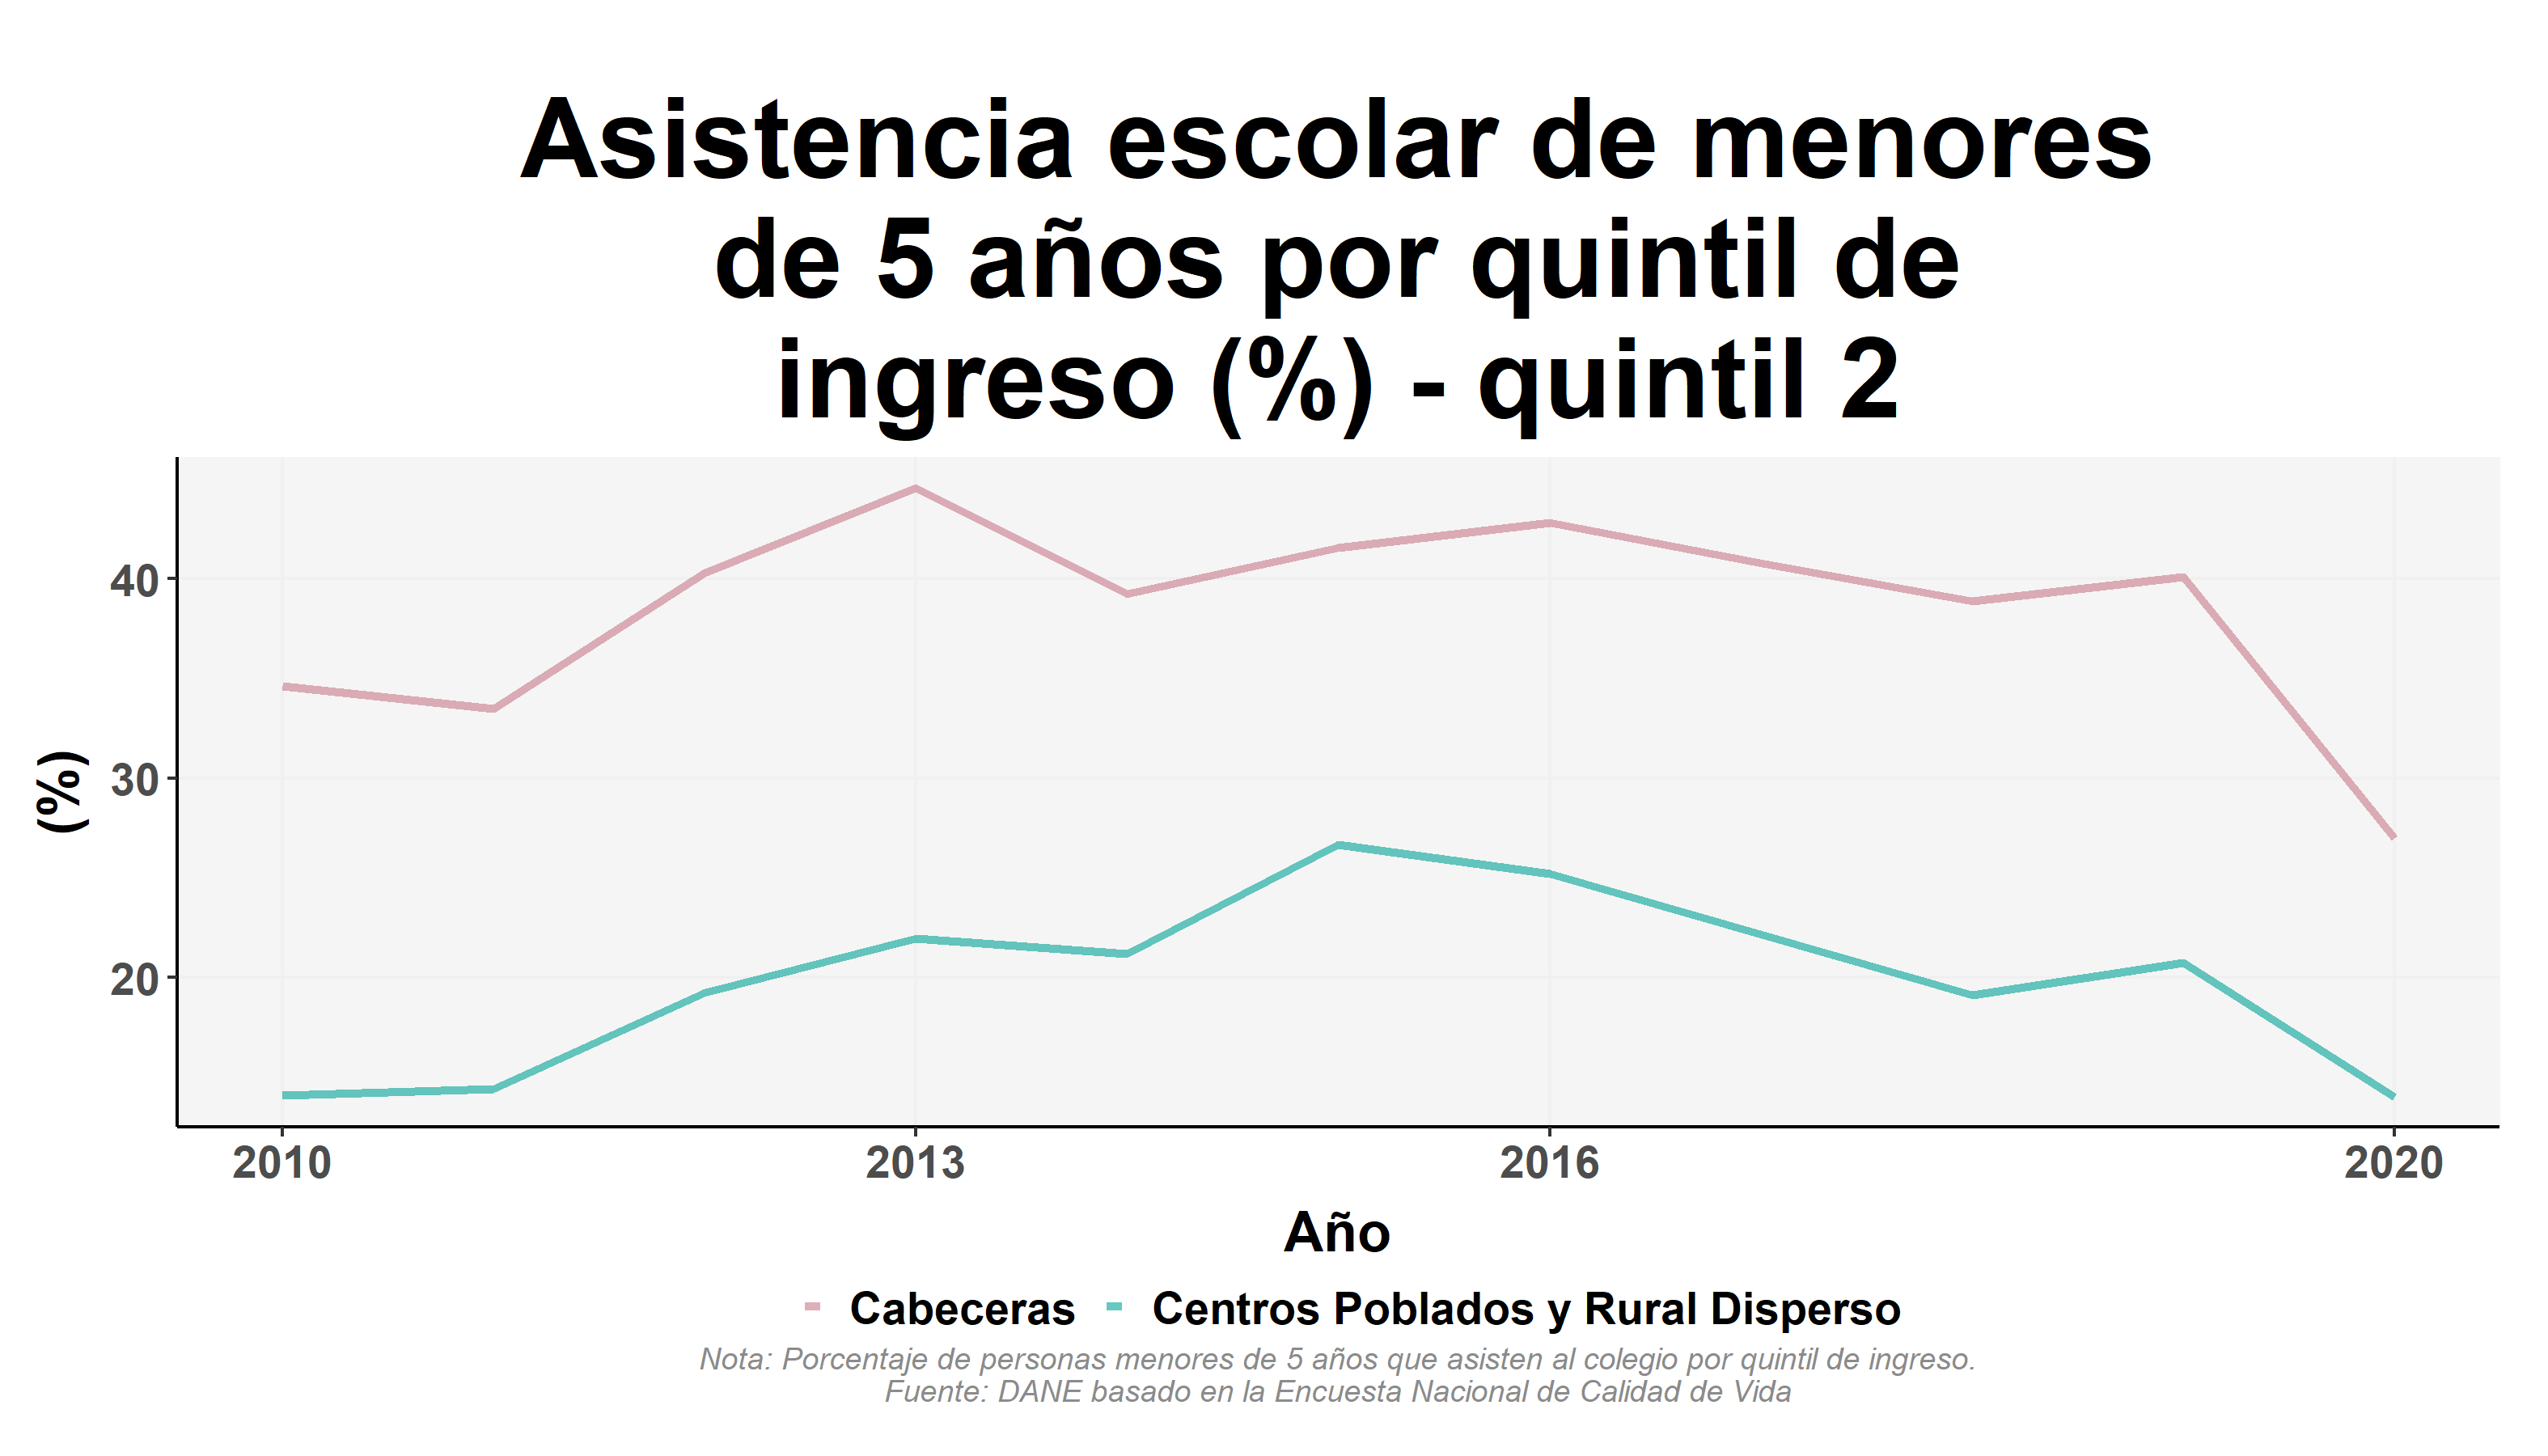 Asistencia escolar de menores
de 5 años por quintil de
ingreso (%) - quintil 2
40
30
20
(%)
2010 2013 2016 2020
Año
Cabeceras Centros Poblados y Rural Disperso
Nota: Porcentaje de personas menores de 5 años que asisten al colegio por quintil de ingreso.
Fuente: DANE basado en la Encuesta Nacional de Calidad de Vida